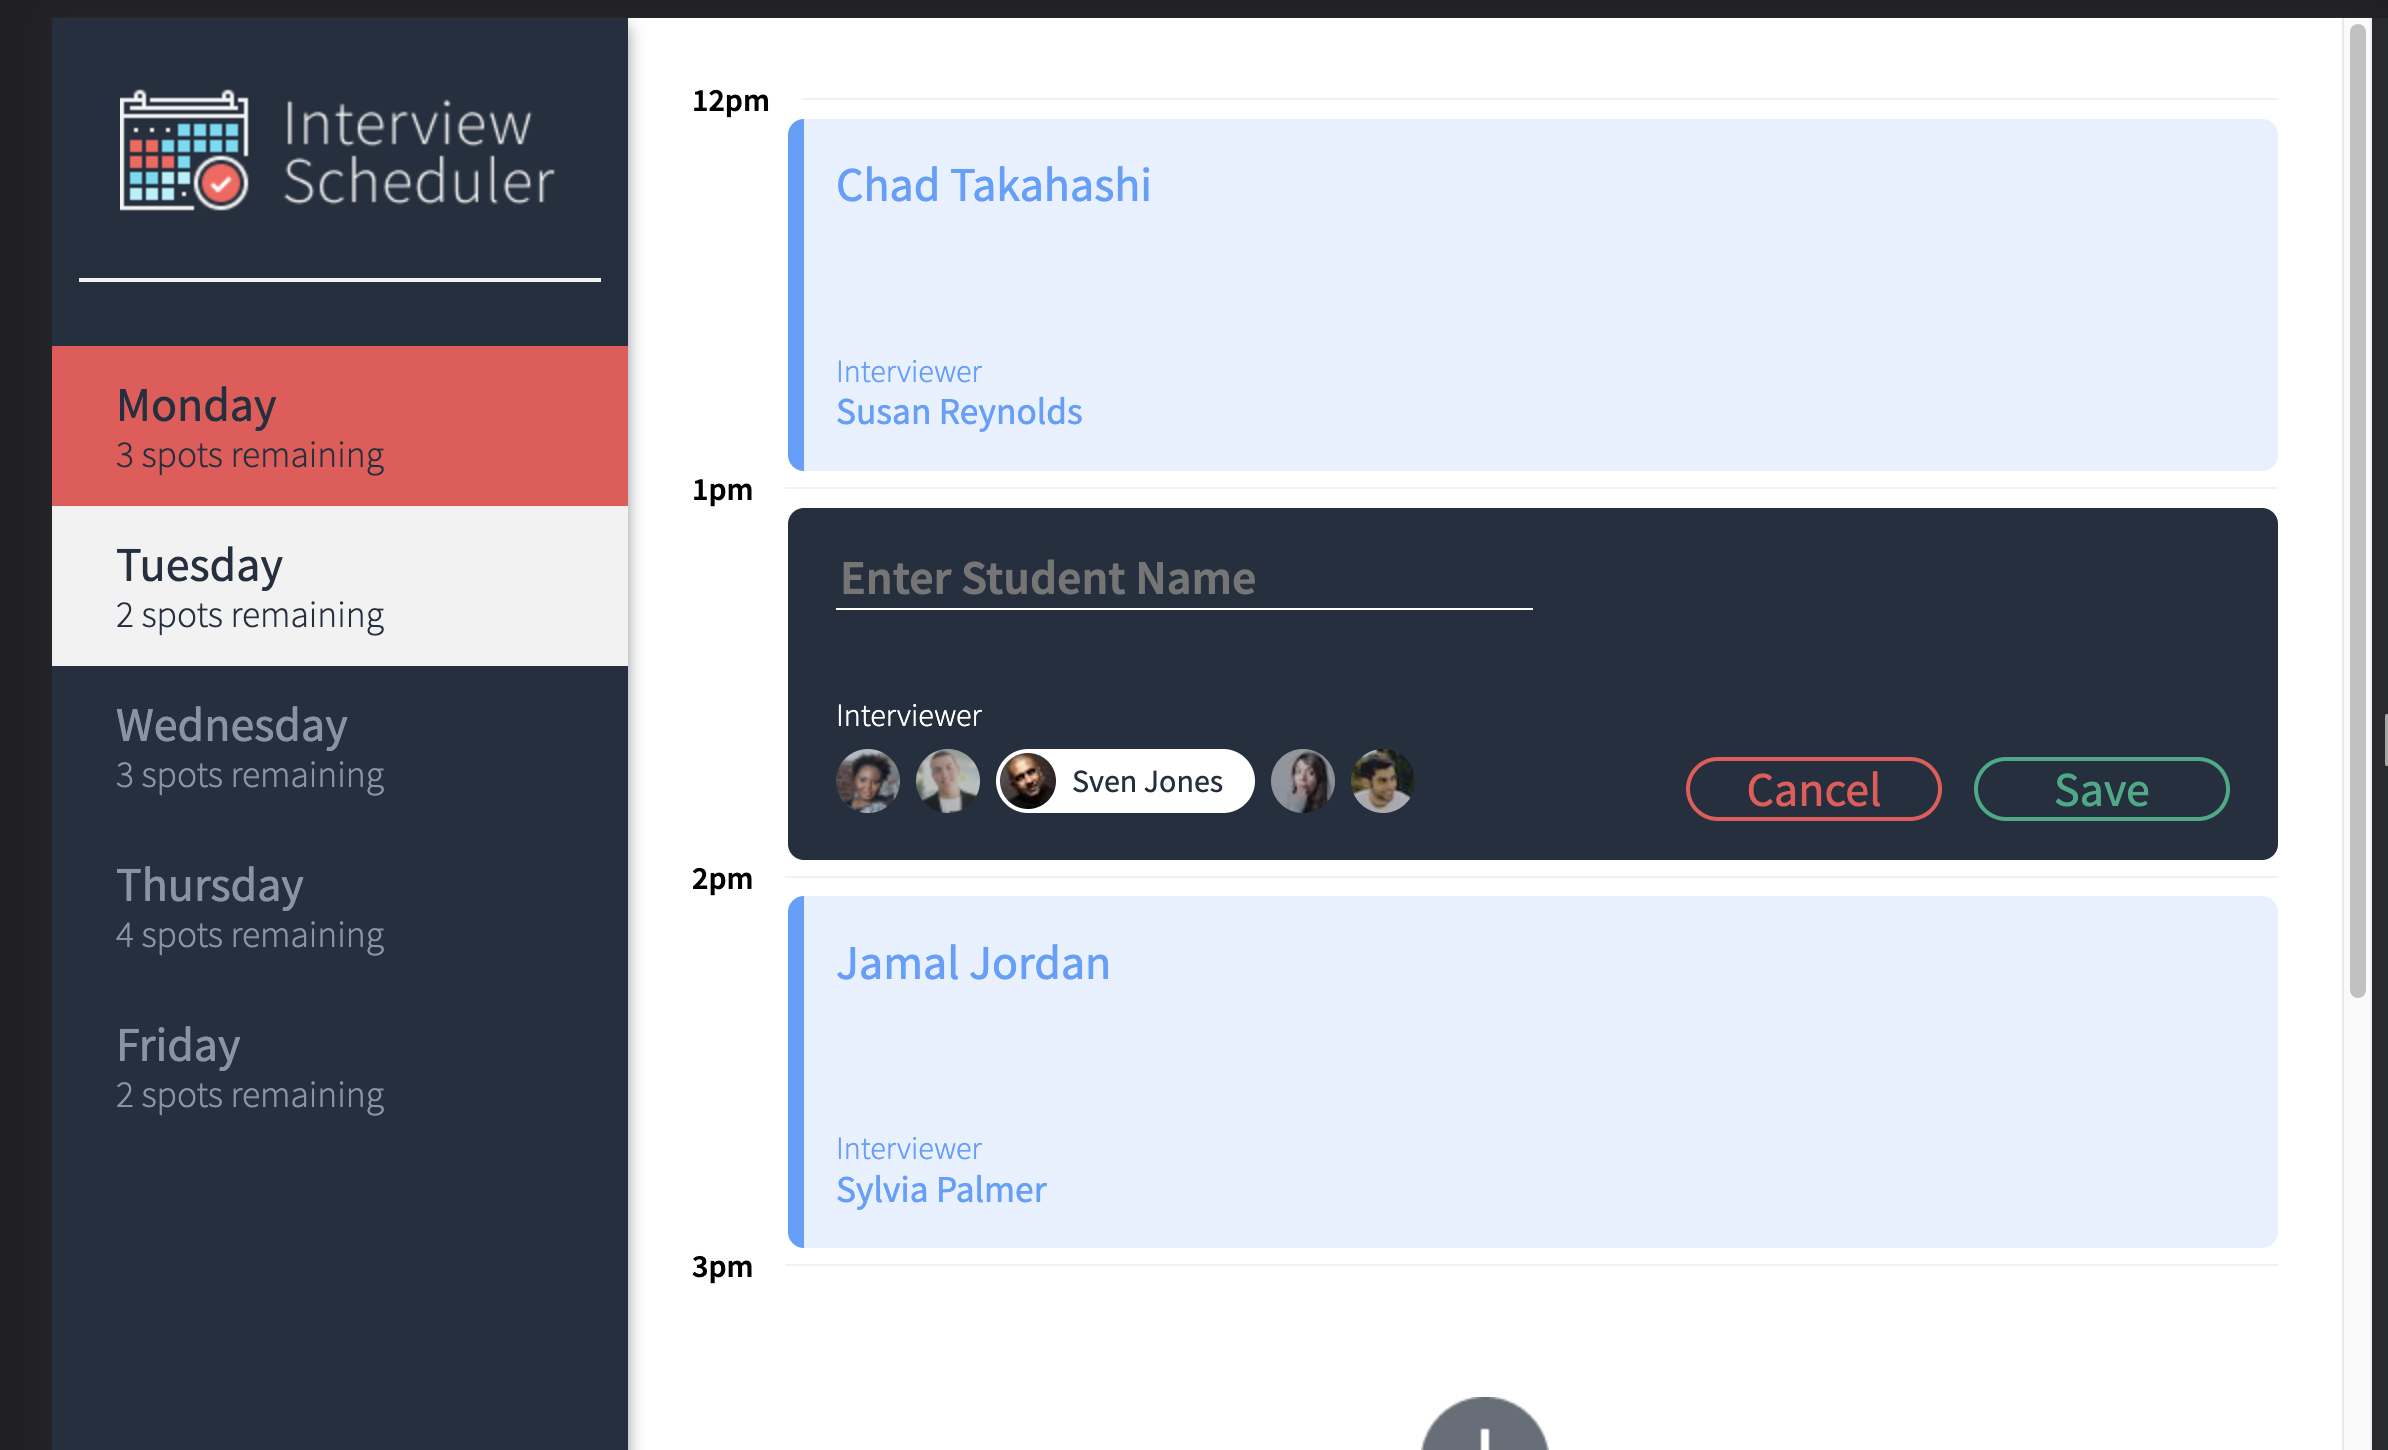 Interview
Scheduler
Monday
3 spots remaining
Tuesday
2 spots remaining
Wednesday
3 spots remaining
Thursday
4 spots remaining
Friday
2 spots remaining
12pm
Chad Takahashi
Interviewer
Susan Reynolds
1pm
Enter Student Name
Interviewer
Sven Jones
Cancel
Save
2pm
Jamal Jordan
Interviewer
Sylvia Palmer
3pm